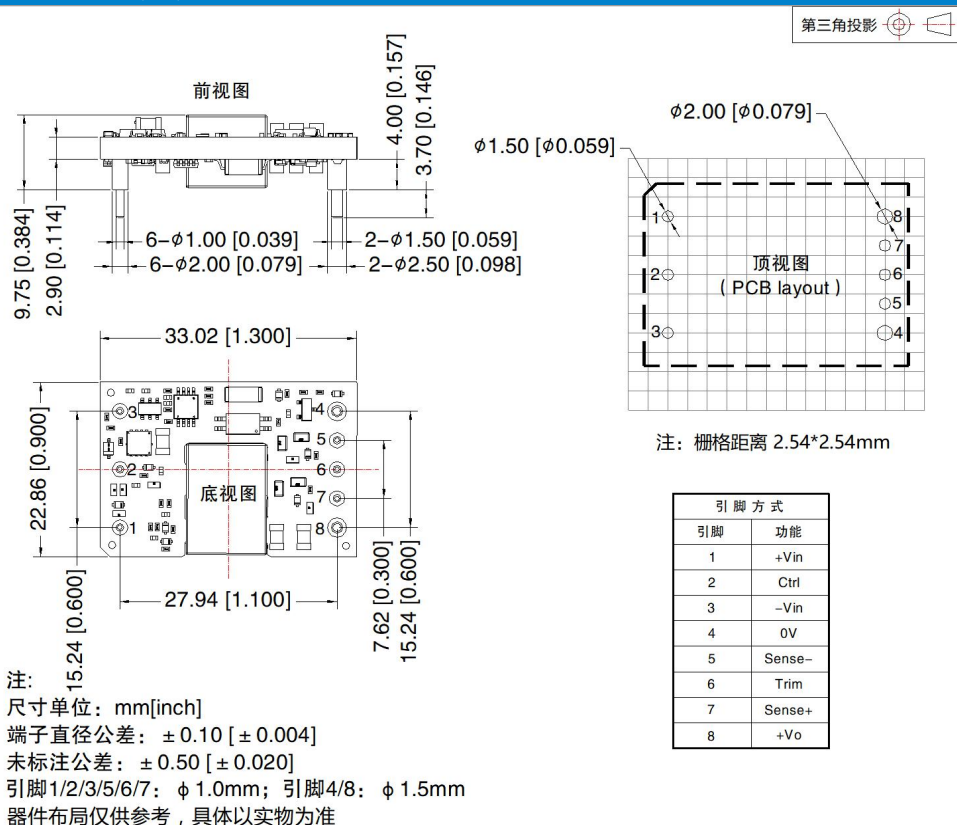 第三角投影
前视图
4.00 [0.157]
3.70 [0.146]
9.75 [0.384]
2.90 [0.114]
6-φ1.00 [0.039]
2-φ1.50 [0.059]
6-φ2.00 [0.079]
2-φ2.50 [0.098]
φ2.00 [φ0.079]
φ1.50 [φ0.059]
1
8
7
2
6
5
3
4
顶视图
( PCB layout )
注：栅格距离 2.54*2.54mm
33.02 [1.300]
22.86 [0.900]
15.24 [0.600]
3
4
5
2
6
7
1
8
底视图
27.94 [1.100]
7.62 [0.300]
15.24 [0.600]
引脚方式
引脚 功能
1 +Vin
2 Ctrl
3 −Vin
4 0V
5 Sense−
6 Trim
7 Sense+
8 +Vo
注:
尺寸单位：mm[inch]
端子直径公差：±0.10 [±0.004]
未标注公差：±0.50 [±0.020]
引脚1/2/3/5/6/7：φ1.0mm；引脚4/8：φ1.5mm
器件布局仅供参考，具体以实物为准